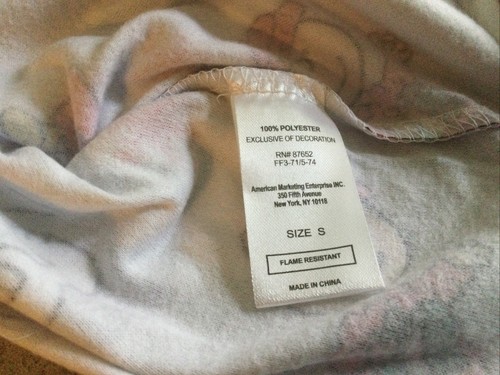 100% POLYESTER
EXCLUSIVE OF DECORATION
RN# 87652
FF3-71/5-74
American Marketing Enterprise INC.
350 Fifth Avenue
New York, NY 10118
SIZE S
FLAME RESISTANT
MADE IN CHINA